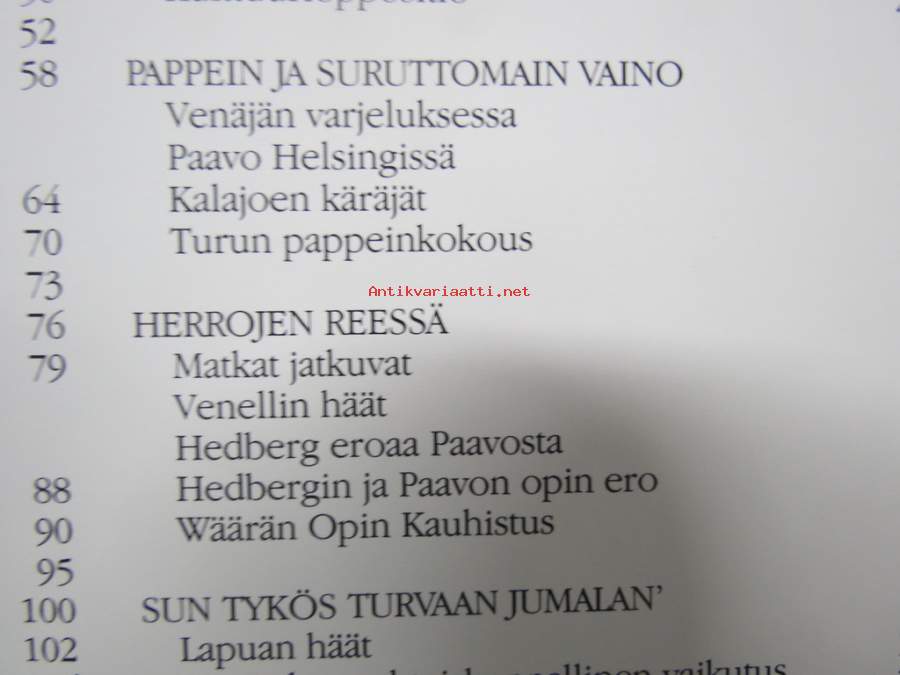 52
58 PAPPEIN JA SURUTTOMAIN VAINO
Venäjän varjeluksessa
Paavo Helsingissä
64 Kalajoen käräjät
70 Turun pappeinkokous
73
Antikvariaatti.net
76 HERROJEN REESSÄ
79 Matkat jatkuvat
Venellin häät
Hedberg eroaa Paavosta
88 Hedbergin ja Paavon opin ero
90 Wäärän Opin Kauhistus
95
100 SUN TYKÖS TURVAAN JUMALAN’
102 Lapuan häät
vaikutus